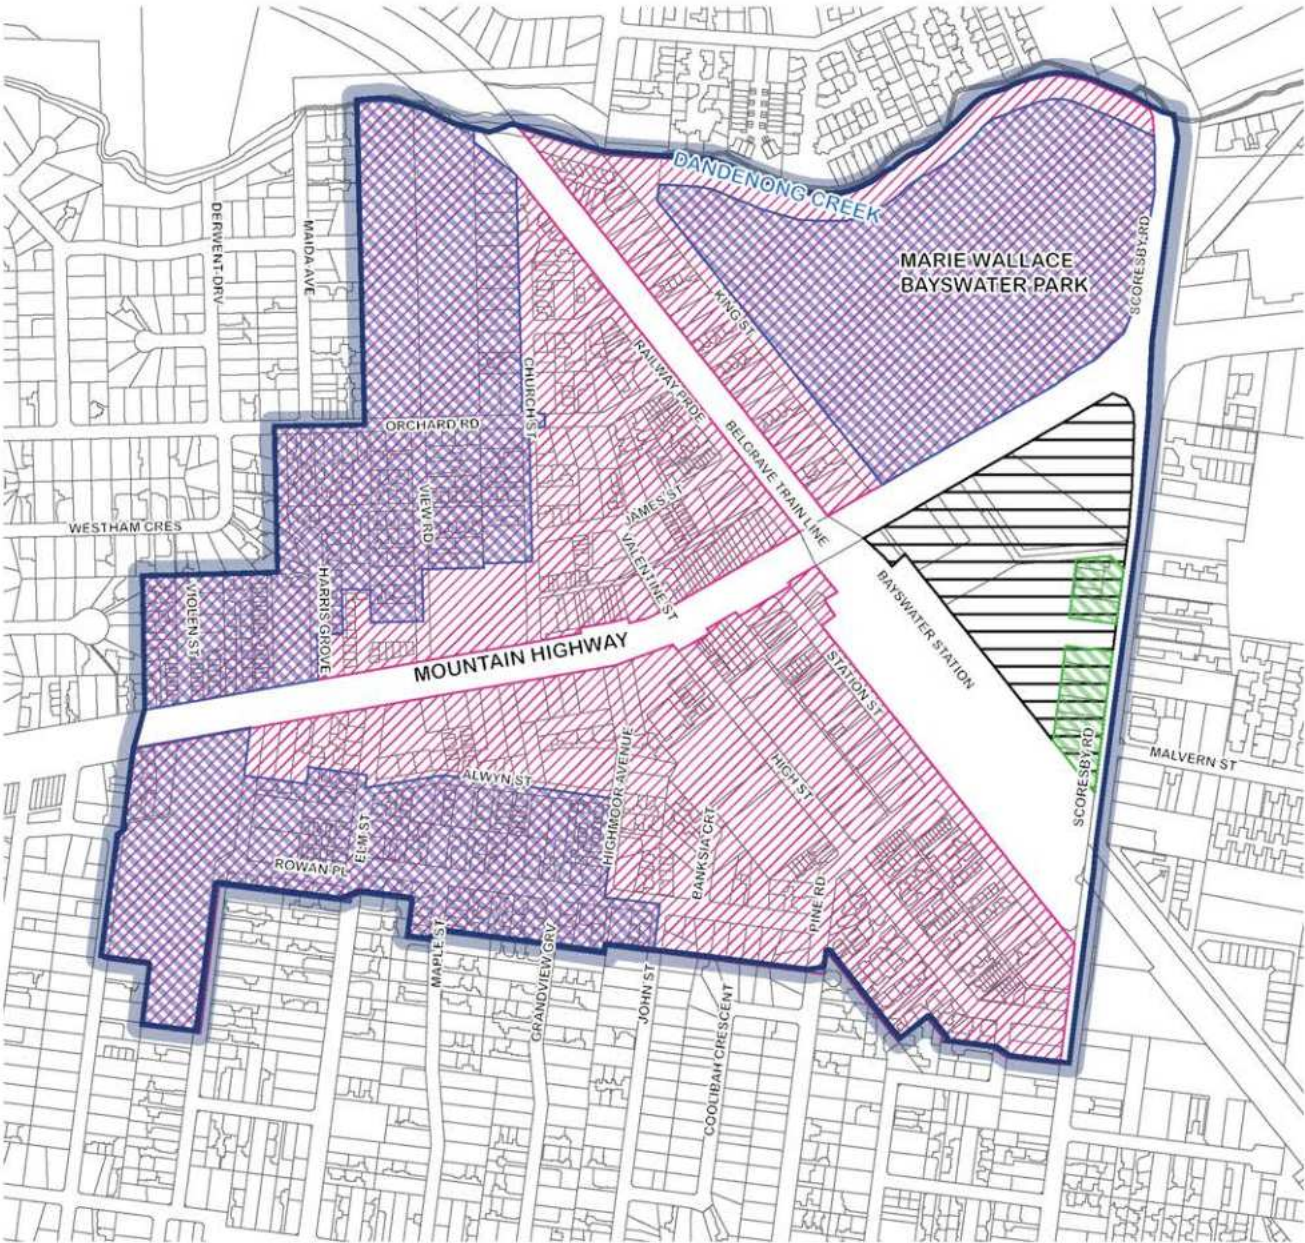 DANDENONG CREEK
DERWENT DRV
MAIDA AVE
MARIE WALLACE
BAYSWATER PARK
SCORESBY RD
KING ST
RAILWAY PRDE
CHURCH ST
ORCHARD RD
BELGRAVE TRAIN LINE
VIEW RD
JAMES ST
WESTHAM CRES
VALENTINE ST
VIOLEN ST
HARRIS GROVE
BAYSWATER STATION
MOUNTAIN HIGHWAY
STATION ST
MALVERN ST
SCORESBY RD
HIGH ST
ALWYN ST
HIGHMOOR AVENUE
ELM ST
ROWAN PL
BANKSIA CRT
PINE RD
MAPLE ST
GRANDVIEW GRV
JOHN ST
COOLIBAH CRESCENT